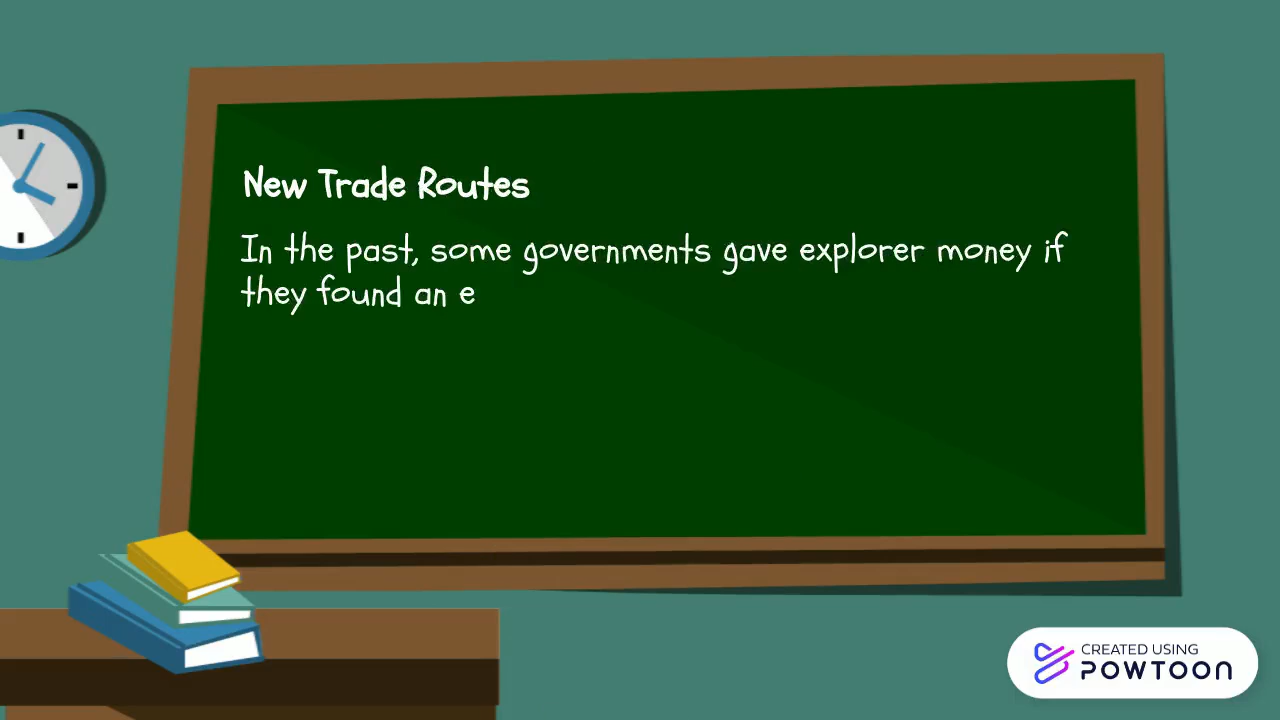 New Trade Routes
In the past, some governments gave explorer money if
they found an e
CREATED USING
POWTOON